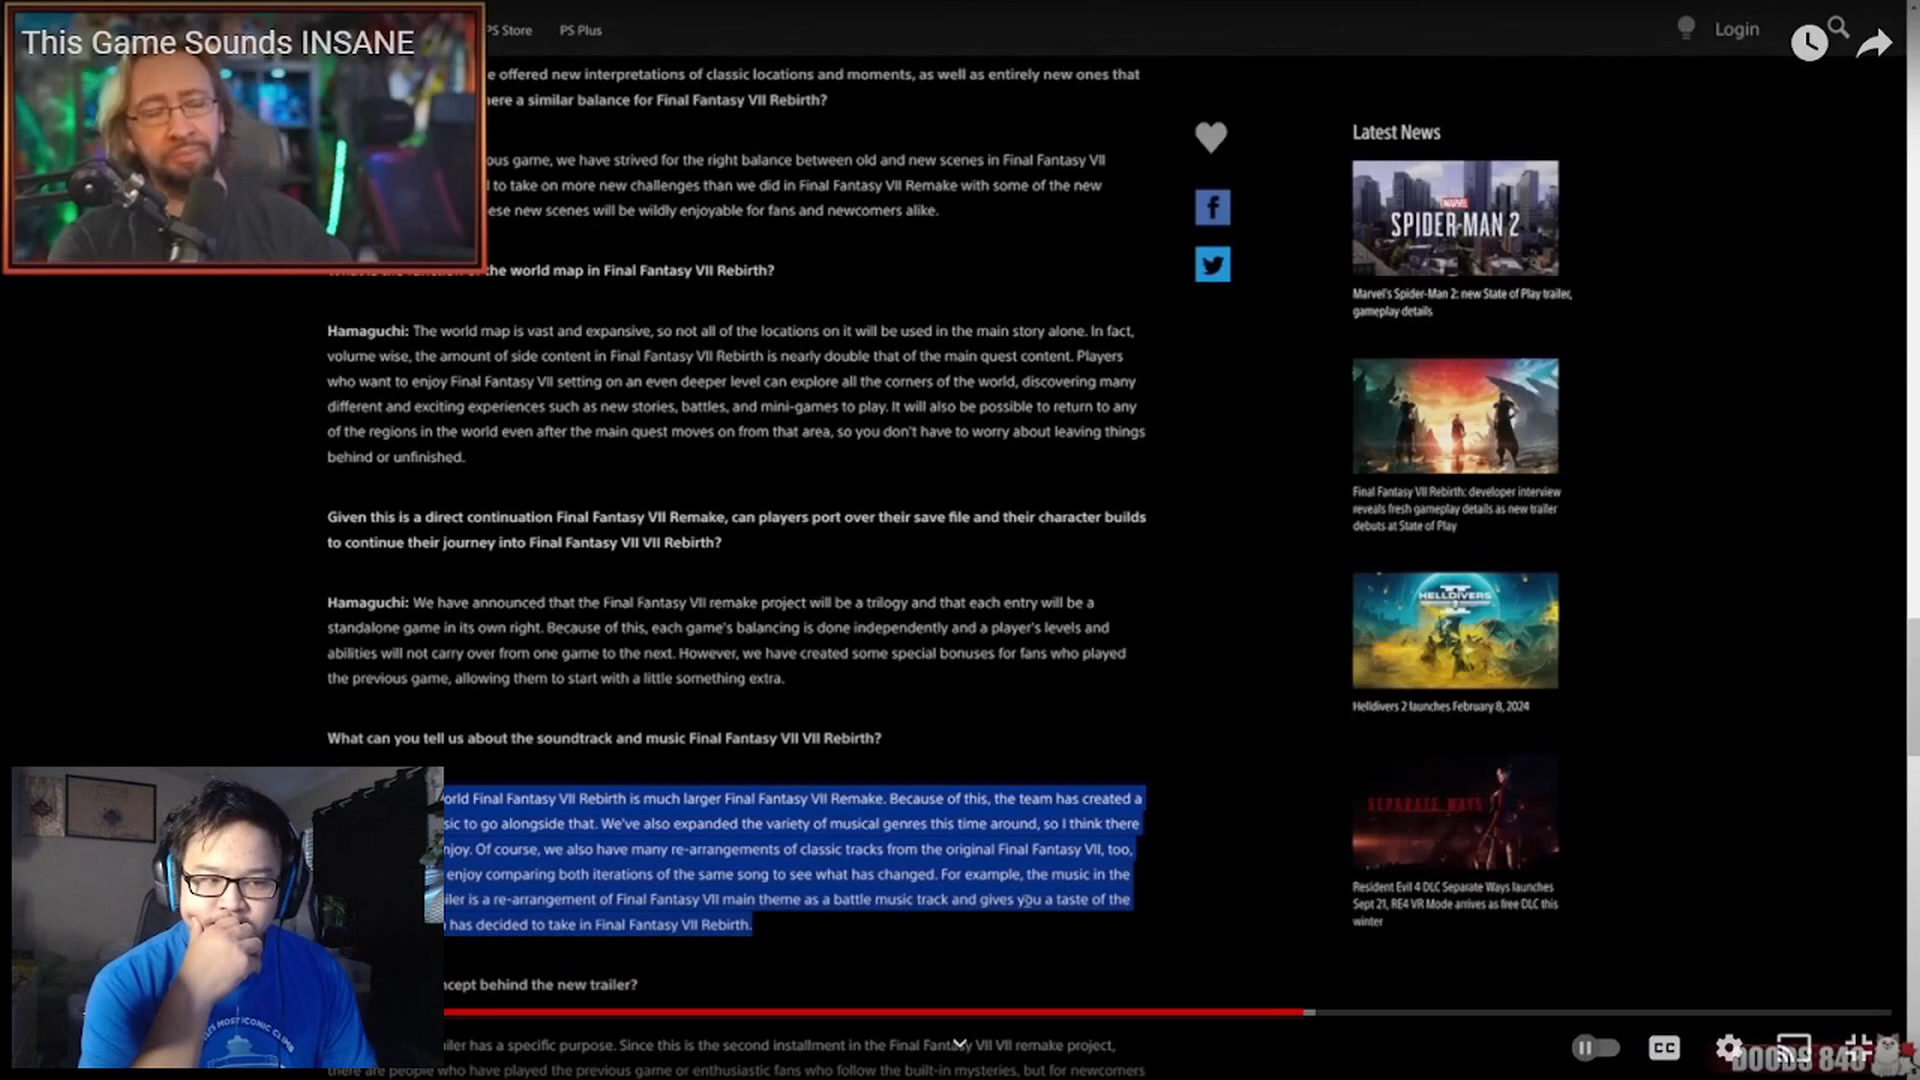 This Game Sounds INSANE
PS Store
PS Plus
Login
e offered new interpretations of classic locations and moments, as well as entirely new ones that
ere a similar balance for Final Fantasy VII Rebirth?
ous game, we have strived for the right balance between old and new scenes in Final Fantasy VII
to take on more new challenges than we did in Final Fantasy VII Remake with some of the new
ese new scenes will be wildly enjoyable for fans and newcomers alike.
the world map in Final Fantasy VII Rebirth?
Hamaguchi: The world map is vast and expansive, so not all of the locations on it will be used in the main story alone. In fact,
volume wise, the amount of side content in Final Fantasy VII Rebirth is nearly double that of the main quest content. Players
who want to enjoy Final Fantasy VII setting on an even deeper level can explore all the corners of the world, discovering many
different and exciting experiences such as new stories, battles, and mini-games to play. It will also be possible to return to any
of the regions in the world even after the main quest moves on from that area, so you don't have to worry about leaving things
behind or unfinished.
Given this is a direct continuation Final Fantasy VII Remake, can players port over their save file and their character builds
to continue their journey into Final Fantasy VII VII Rebirth?
Hamaguchi: We have announced that the Final Fantasy VII remake project will be a trilogy and that each entry will be a
standalone game in its own right. Because of this, each game's balancing is done independently and a player's levels and
abilities will not carry over from one game to the next. However, we have created some special bonuses for fans who played
the previous game, allowing them to start with a little something extra.
What can you tell us about the soundtrack and music Final Fantasy VII VII Rebirth?
orld Final Fantasy VII Rebirth is much larger Final Fantasy VII Remake. Because of this, the team has created a
sic to go alongside that. We've also expanded the variety of musical genres this time around, so I think there
njoy. Of course, we also have many re-arrangements of classic tracks from the original Final Fantasy VII, too,
enjoy comparing both iterations of the same song to see what has changed. For example, the music in the
iler is a re-arrangement of Final Fantasy VII main theme as a battle music track and gives you a taste of the
has decided to take in Final Fantasy VII Rebirth.
ncept behind the new trailer?
ailer has a specific purpose. Since this is the second installment in the Final Fantasy VII VII remake project,
there are people who have played the previous game or enthusiastic fans who follow the built-in mysteries, but for newcomers
Latest News
MARVEL
SPIDER-MAN 2
Marvel's Spider-Man 2: new State of Play trailer,
gameplay details
Final Fantasy VII Rebirth: developer interview
reveals fresh gameplay details as new trailer
debuts at State of Play
HELLDIVERS
II
Helldivers 2 launches February 8, 2024
SEPARATE WAYS
Resident Evil 4 DLC Separate Ways launches
Sept 21, RE4 VR Mode arrives as free DLC this
winter
MOST ICONIC CLIMB
CC